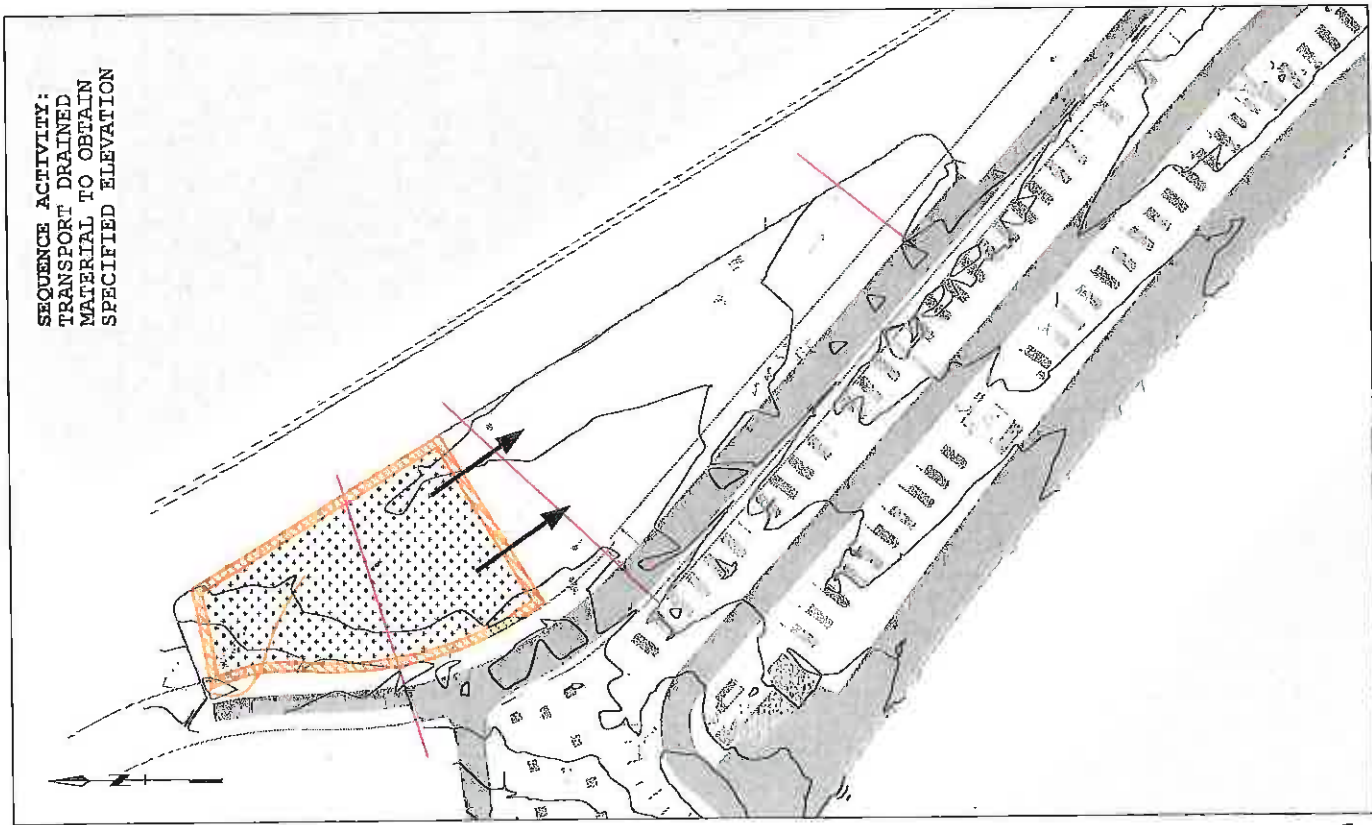 SEQUENCE ACTIVITY:
TRANSPORT DRAINED
MATERIAL TO OBTAIN
SPECIFIED ELEVATION
N